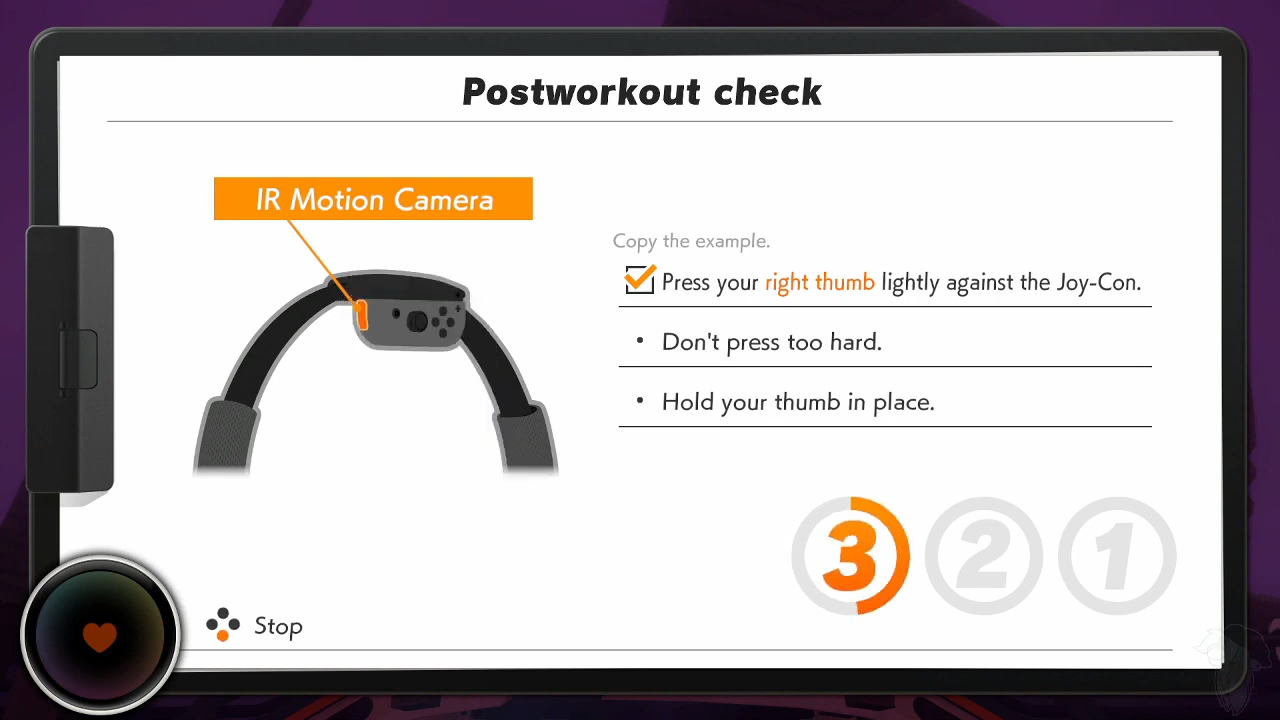 Postworkout check
IR Motion Camera
Copy the example.
Press your right thumb lightly against the Joy-Con.
• Don't press too hard.
• Hold your thumb in place.
3 2 1
Stop